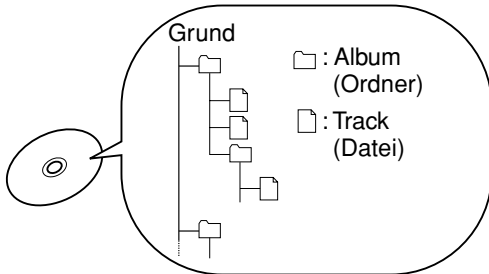 Grund
: Album
(Ordner)
: Track
(Datei)